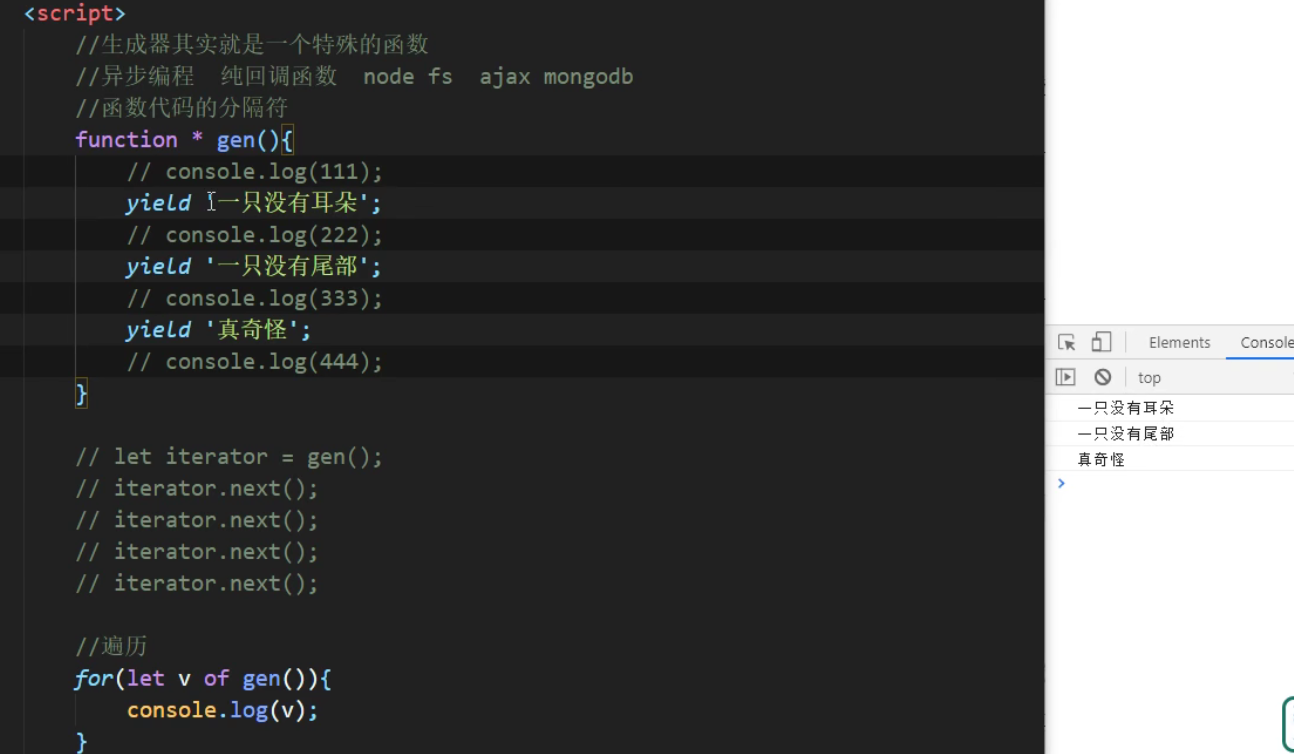 <script>
//生成器其实就是一个特殊的函数
//异步编程  纯回调函数  node fs  ajax mongodb
//函数代码的分隔符
function * gen(){
// console.log(111);
yield '一只没有耳朵';
// console.log(222);
yield '一只没有尾部';
// console.log(333);
yield '真奇怪';
// console.log(444);
}
// let iterator = gen();
// iterator.next();
// iterator.next();
// iterator.next();
// iterator.next();
//遍历
for(let v of gen()){
console.log(v);
}
Elements Console
top
一只没有耳朵
一只没有尾部
真奇怪
>